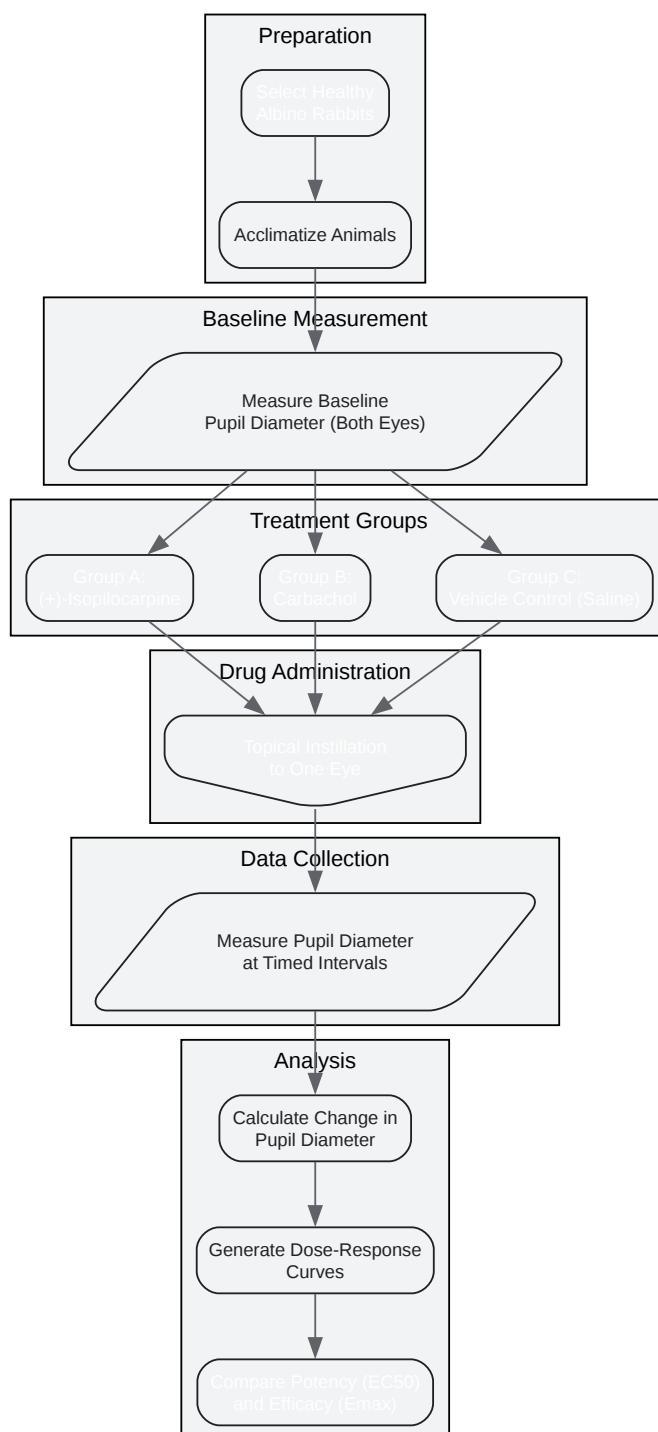 Preparation
Select Healthy
Albino Rabbits
Acclimatize Animals
Baseline Measurement
Measure Baseline
Pupil Diameter (Both Eyes)
Treatment Groups
Group A:
(+)-Isopilocarpine
Group B:
Carbachol
Group C:
Vehicle Control (Saline)
Drug Administration
Topical Instillation
to One Eye
Data Collection
Measure Pupil Diameter
at Timed Intervals
Analysis
Calculate Change in
Pupil Diameter
Generate Dose-Response
Curves
Compare Potency (EC50)
and Efficacy (Emax)